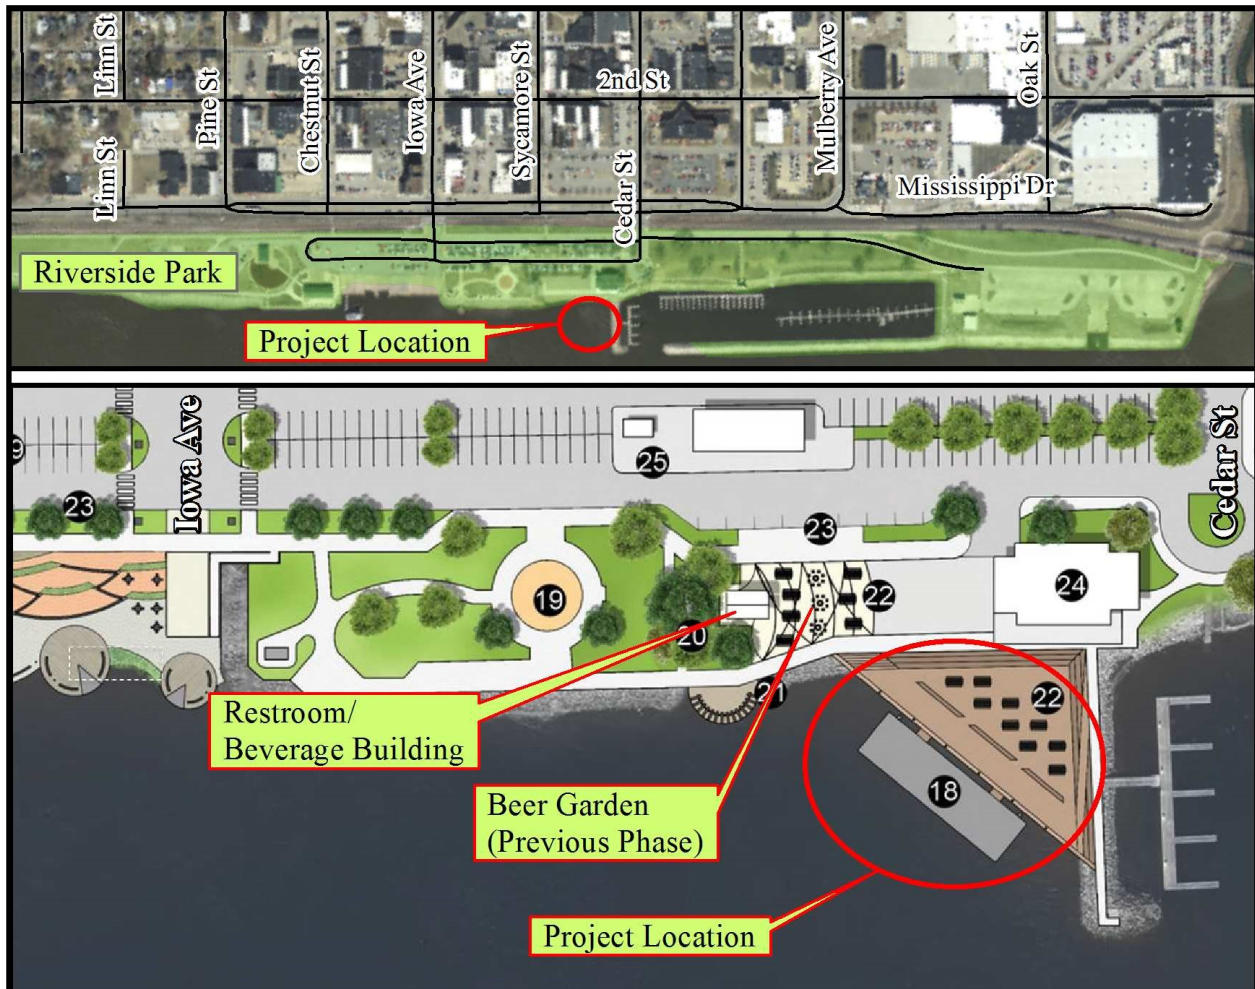 Linn St
Pine St
Chestnut St
Iowa Ave
Sycamore St
2nd St
Mulberry Ave
Oak St
Linn St
Cedar St
Mississippi Dr
Riverside Park
Project Location
9
Iowa Ave
Cedar St
25
23
23
19
22
24
20
21
22
18
Restroom/
Beverage Building
Beer Garden
(Previous Phase)
Project Location